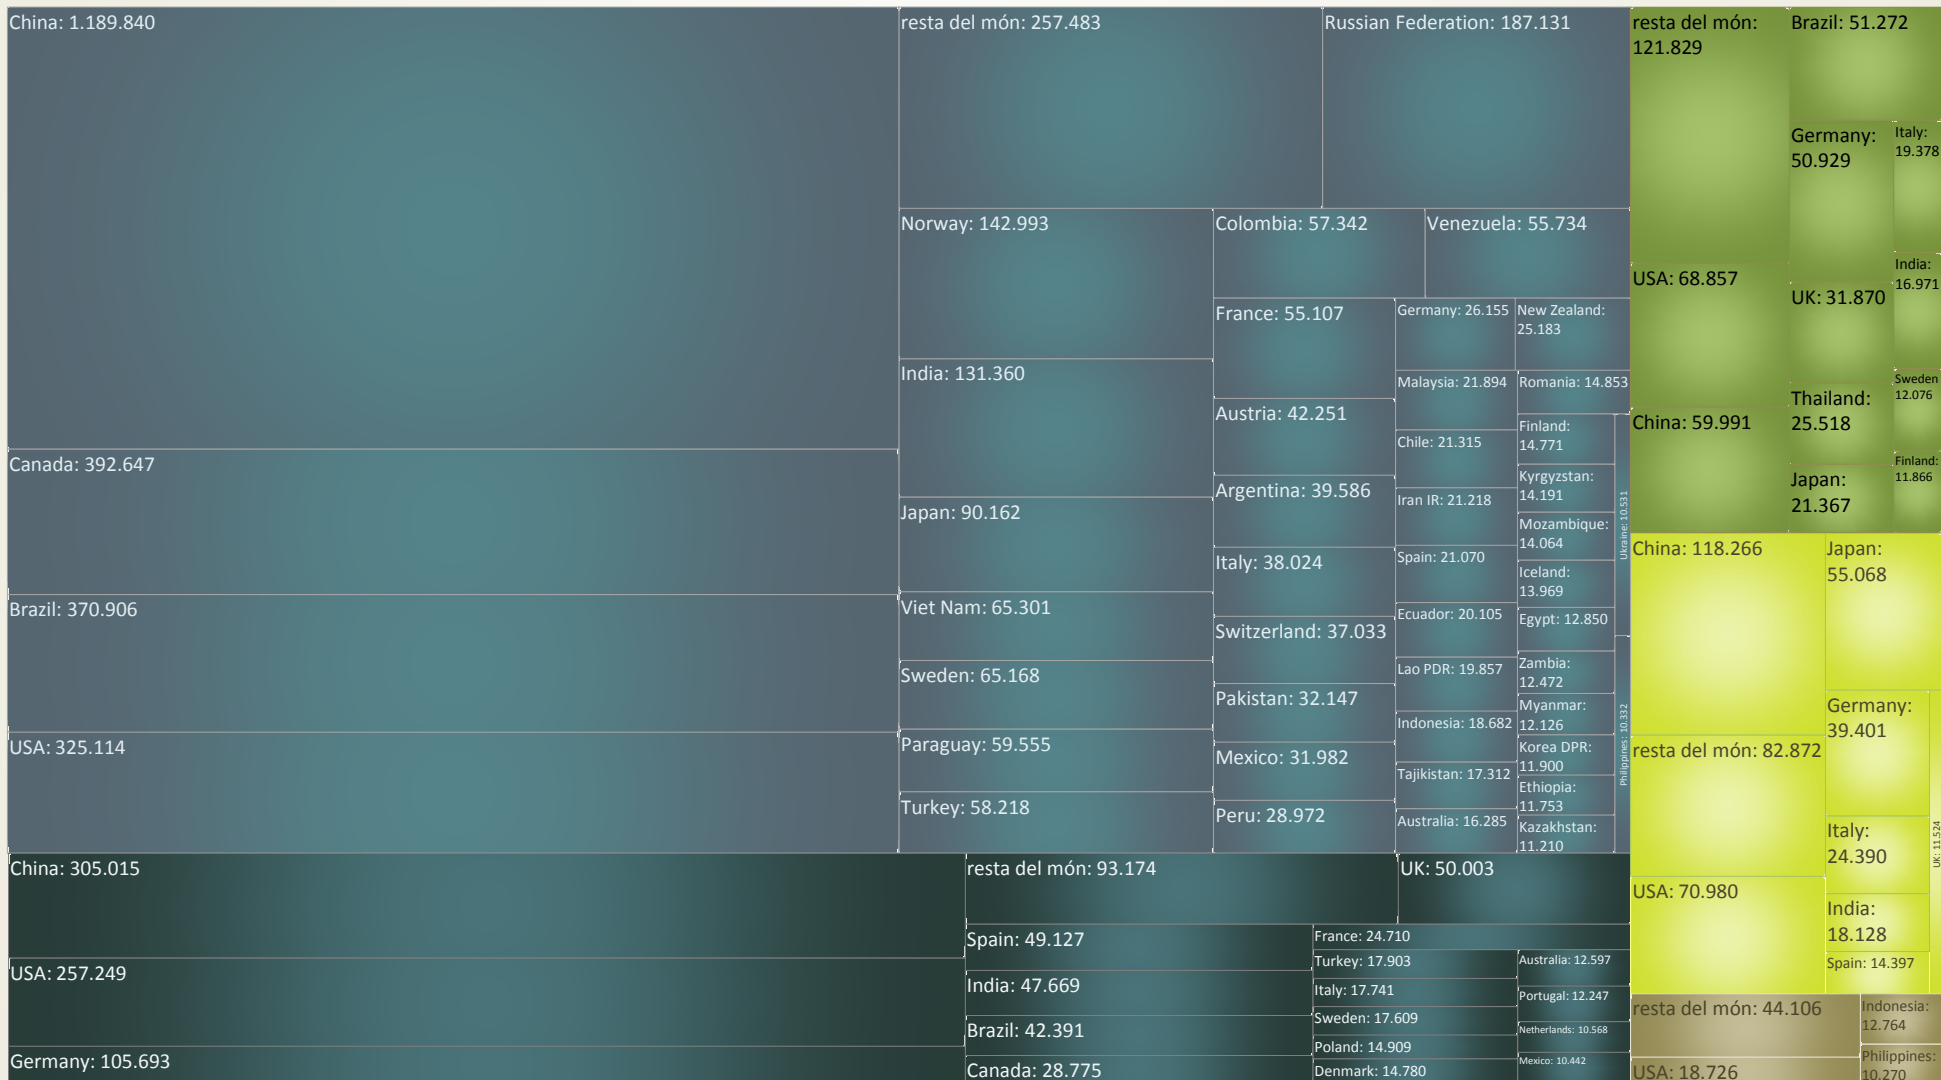 China: 1.189.840
Canada: 392.647
Brazil: 370.906
USA: 325.114
resta del món: 257.483
Russian Federation: 187.131
Norway: 142.993
India: 131.360
Japan: 90.162
Viet Nam: 65.301
Sweden: 65.168
Paraguay: 59.555
Turkey: 58.218
Colombia: 57.342
Venezuela: 55.734
France: 55.107
Austria: 42.251
Argentina: 39.586
Italy: 38.024
Switzerland: 37.033
Pakistan: 32.147
Mexico: 31.982
Peru: 28.972
Germany: 26.155
New Zealand:
25.183
Malaysia: 21.894
Chile: 21.315
Iran IR: 21.218
Spain: 21.070
Ecuador: 20.105
Lao PDR: 19.857
Indonesia: 18.682
Tajikistan: 17.312
Australia: 16.285
Romania: 14.853
Finland:
14.771
Kyrgyzstan:
14.191
Mozambique:
14.064
Iceland:
13.969
Egypt: 12.850
Zambia:
12.472
Myanmar:
12.126
Korea DPR:
11.900
Ethiopia:
11.753
Kazakhstan:
11.210
Ukraine: 10.531
Philippines: 10.332
China: 305.015
USA: 257.249
Germany: 105.693
resta del món: 93.174
UK: 50.003
Spain: 49.127
India: 47.669
Brazil: 42.391
Canada: 28.775
France: 24.710
Turkey: 17.903
Italy: 17.741
Sweden: 17.609
Poland: 14.909
Denmark: 14.780
Australia: 12.597
Portugal: 12.247
Netherlands: 10.568
Mexico: 10.442
resta del món:
121.829
USA: 68.857
China: 59.991
Brazil: 51.272
Germany:
50.929
UK: 31.870
Thailand:
25.518
Japan:
21.367
Italy:
19.378
India:
16.971
Sweden
12.076
Finland:
11.866
China: 118.266
resta del món: 82.872
USA: 70.980
Japan:
55.068
Germany:
39.401
Italy:
24.390
India:
18.128
Spain: 14.397
UK: 11.524
resta del món: 44.106
USA: 18.726
Indonesia:
12.764
Philippines:
10.270